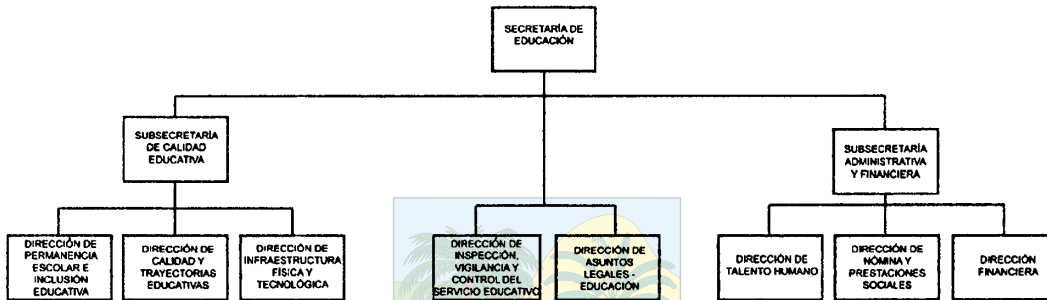 SECRETARÍA DE
EDUCACIÓN
SUBSECRETARÍA
DE CALIDAD
EDUCATIVA
SUBSECRETARÍA
ADMINISTRATIVA
Y FINANCIERA
DIRECCIÓN DE
PERMANENCIA
ESCOLAR E
INCLUSIÓN
EDUCATIVA
DIRECCIÓN DE
CALIDAD Y
TRAYECTORIAS
EDUCATIVAS
DIRECCIÓN DE
INFRAESTRUCTURA
FÍSICA Y
TECNOLÓGICA
DIRECCIÓN DE
INSPECCIÓN,
VIGILANCIA Y
CONTROL DEL
SERVICIO EDUCATIVO
DIRECCIÓN DE
ASUNTOS
LEGALES -
EDUCACIÓN
DIRECCIÓN DE
TALENTO HUMANO
DIRECCIÓN DE
NÓMINA Y
PRESTACIONES
SOCIALES
DIRECCIÓN
FINANCIERA